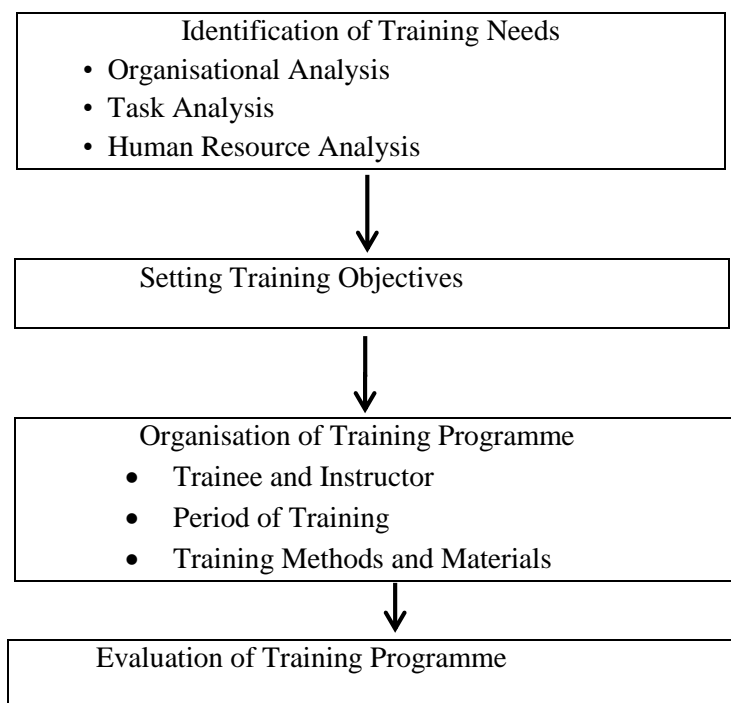 Identification of Training Needs
• Organisational Analysis
• Task Analysis
• Human Resource Analysis
Setting Training Objectives
Organisation of Training Programme
• Trainee and Instructor
• Period of Training
• Training Methods and Materials
Evaluation of Training Programme